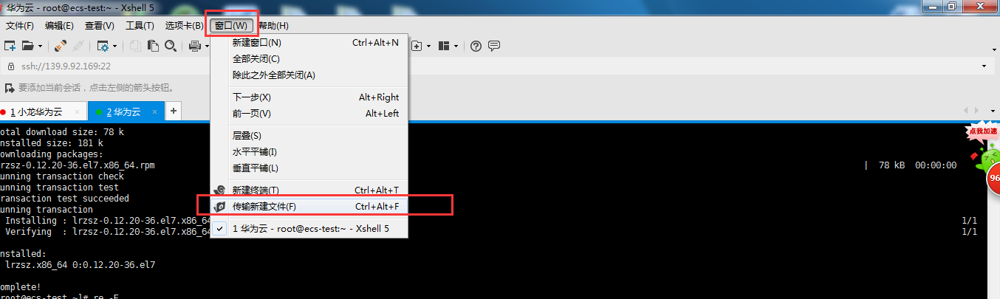 华为云 - root@ecs-test:~ - Xshell 5
文件(F) 编辑(E) 查看(V) 工具(T) 选项卡(B) 窗口(W) 帮助(H)
新建窗口(N) Ctrl+Alt+N
全部关闭(C)
ssh://139.9.92.169:22
除此之外全部关闭(A)
要添加当前会话，点击左侧的箭头按钮。
下一步(X) Alt+Right
前一页(V) Alt+Left
1 小龙华为云 × 2 华为云 × +
层叠(S)
水平平铺(I)
垂直平铺(L)
新建终端(T) Ctrl+Alt+T
传输新建文件(F) Ctrl+Alt+F
1 华为云 - root@ecs-test:~ - Xshell 5
otal download size: 78 k
nstalled size: 181 k
ownloading packages:
rzsz-0.12.20-36.el7.x86_64.rpm | 78 kB 00:00:00
unning transaction check
unning transaction test
ransaction test succeeded
unning transaction
Installing : lrzsz-0.12.20-36.el7.x86_64 1/1
Verifying : lrzsz-0.12.20-36.el7.x86_64 1/1
nstalled:
lrzsz.x86_64 0:0.12.20-36.el7
omplete!
root@ecs-test ~]# re -E
点我加速
96